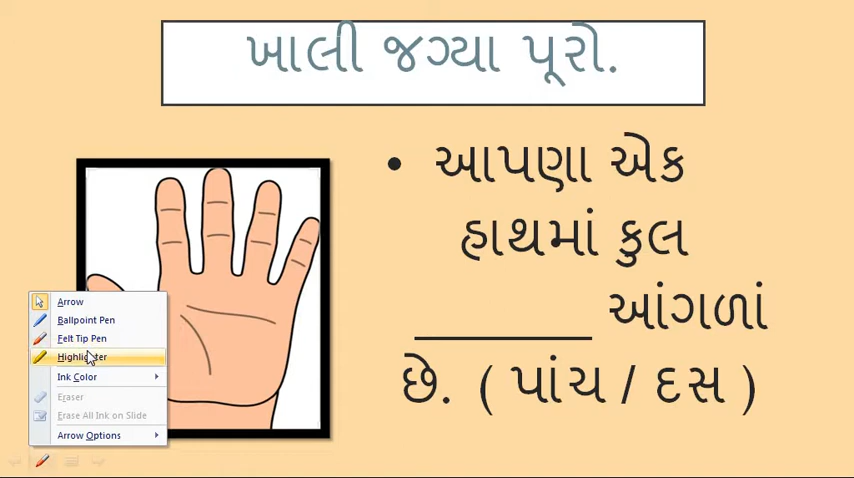 ખાલી જગ્યા પૂરો.
• આપણા એક
હાથમાં કુલ
__________ આંગળાં
છે. ( પાંચ / દસ )
Arrow
Ballpoint Pen
Felt Tip Pen
Highlighter
Ink Color
Eraser
Erase All Ink on Slide
Arrow Options